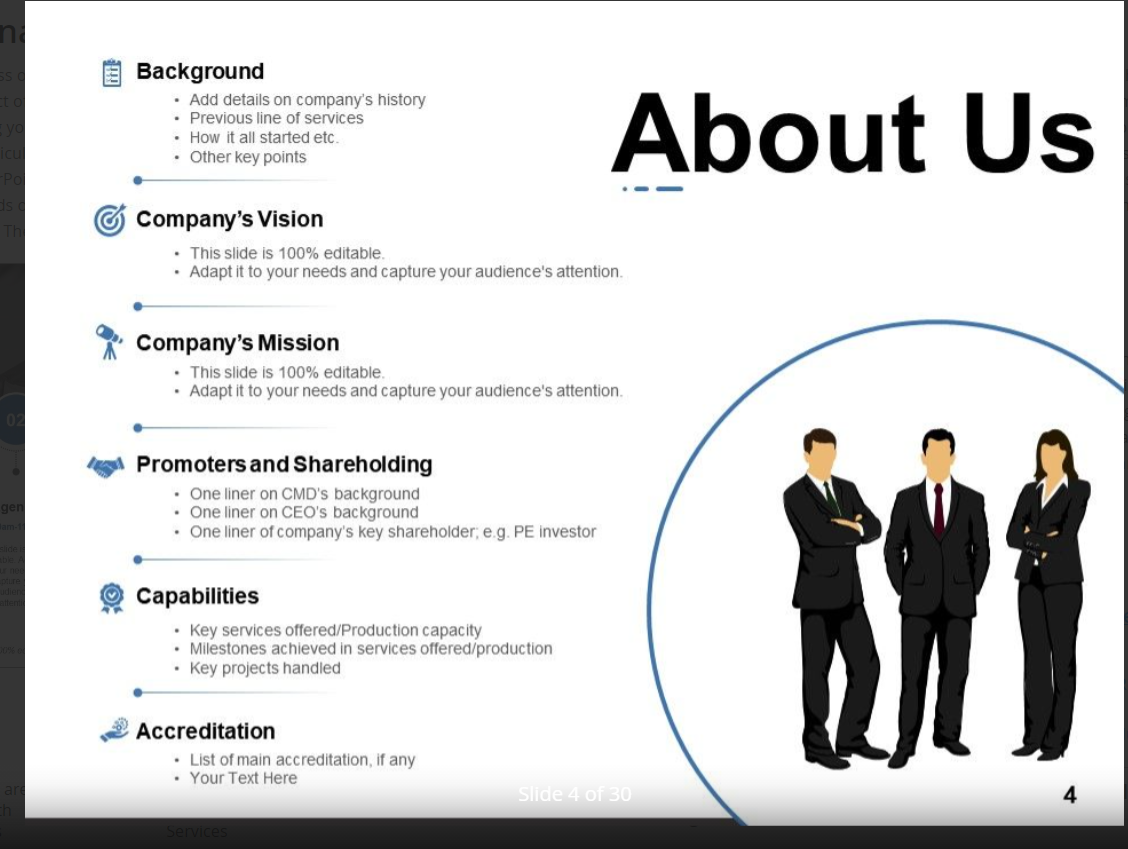 About Us
Background
• Add details on company's history
• Previous line of services
• How it all started etc.
• Other key points
Company's Vision
• This slide is 100% editable.
• Adapt it to your needs and capture your audience's attention.
Company's Mission
• This slide is 100% editable.
• Adapt it to your needs and capture your audience's attention.
Promoters and Shareholding
• One liner on CMD's background
• One liner on CEO's background
• One liner of company's key shareholder; e.g. PE investor
Capabilities
• Key services offered/Production capacity
• Milestones achieved in services offered/production
• Key projects handled
Accreditation
• List of main accreditation, if any
• Your Text Here
Slide 4 of 30
4
02
Services